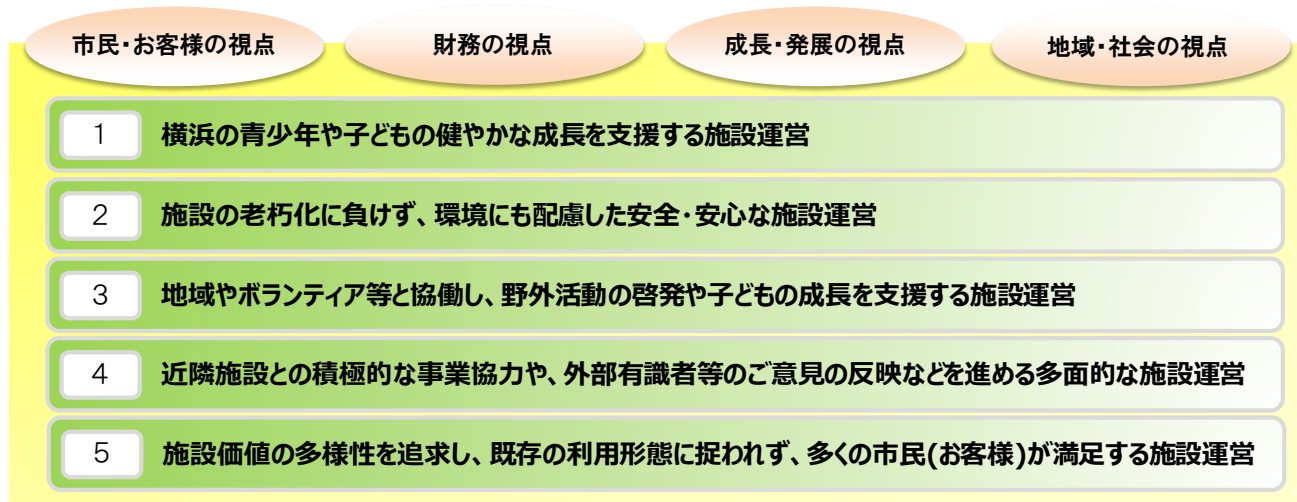 市民・お客様の視点
財務の視点
成長・発展の視点
地域・社会の視点
1 横浜の青少年や子どもの健やかな成長を支援する施設運営
2 施設の老朽化に負けず、環境にも配慮した安全・安心な施設運営
3 地域やボランティア等と協働し、野外活動の啓発や子どもの成長を支援する施設運営
4 近隣施設との積極的な事業協力や、外部有識者等のご意見の反映などを進める多面的な施設運営
5 施設価値の多様性を追求し、既存の利用形態に捉われず、多くの市民(お客様)が満足する施設運営